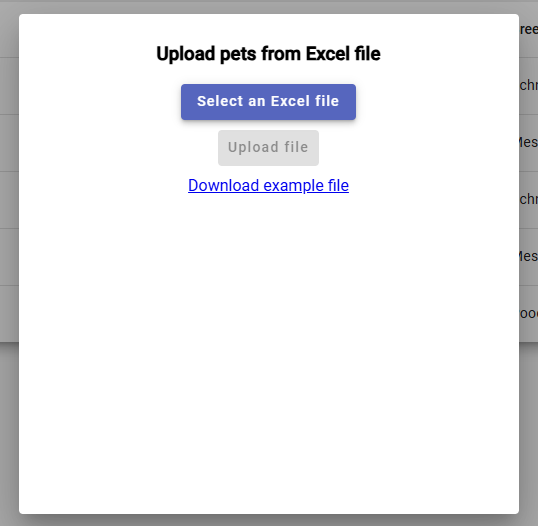 Upload pets from Excel file
Select an Excel file
Upload file
Download example file